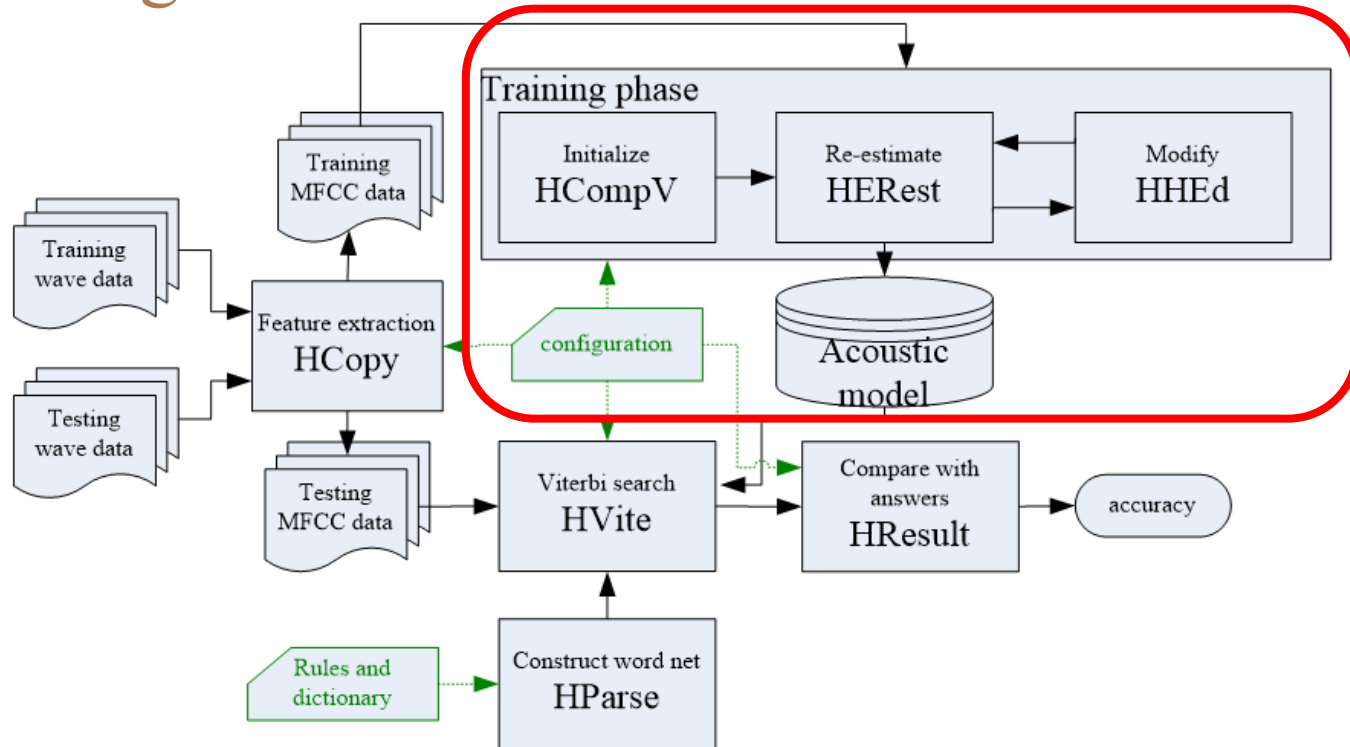 Training phase
Initialize
HCompV
Re-estimate
HERest
Modify
HHEd
Training
MFCC data
Training
wave data
Feature extraction
HCopy
configuration
Acoustic
model
Testing
wave data
Testing
MFCC data
Viterbi search
HVite
Compare with
answers
HResult
accuracy
Rules and
dictionary
Construct word net
HParse